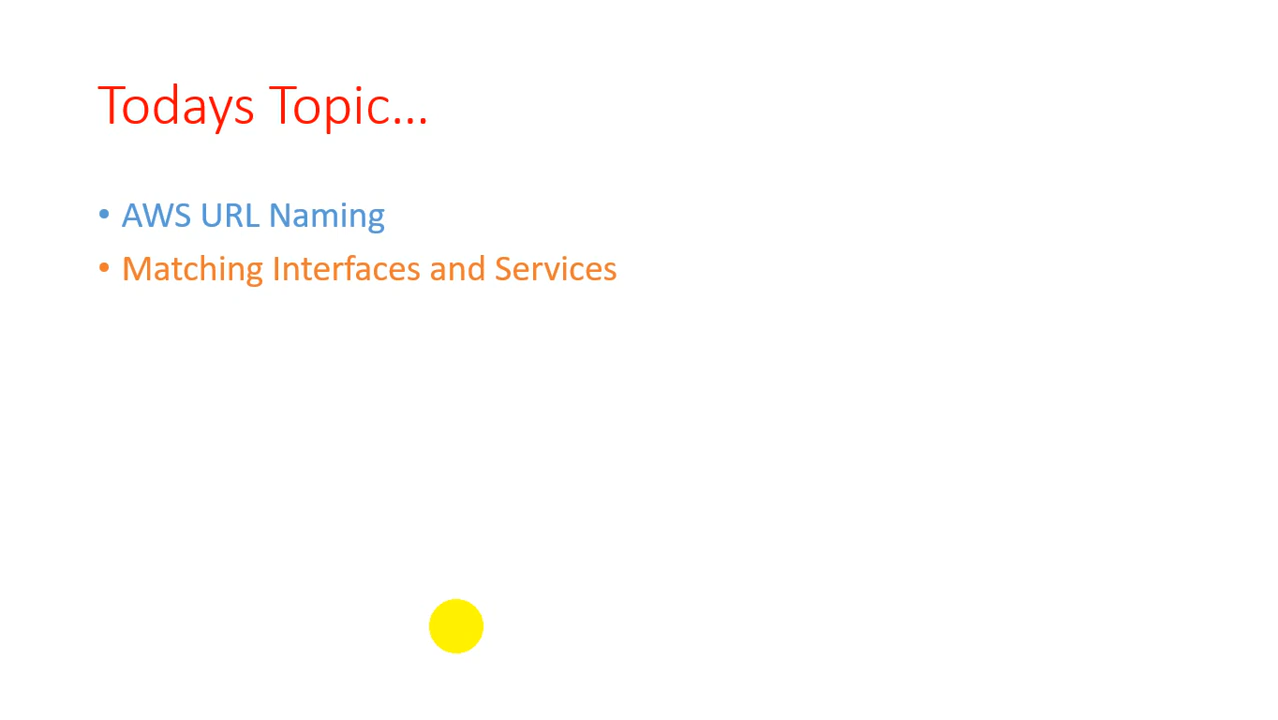 Todays Topic...
• AWS URL Naming
• Matching Interfaces and Services